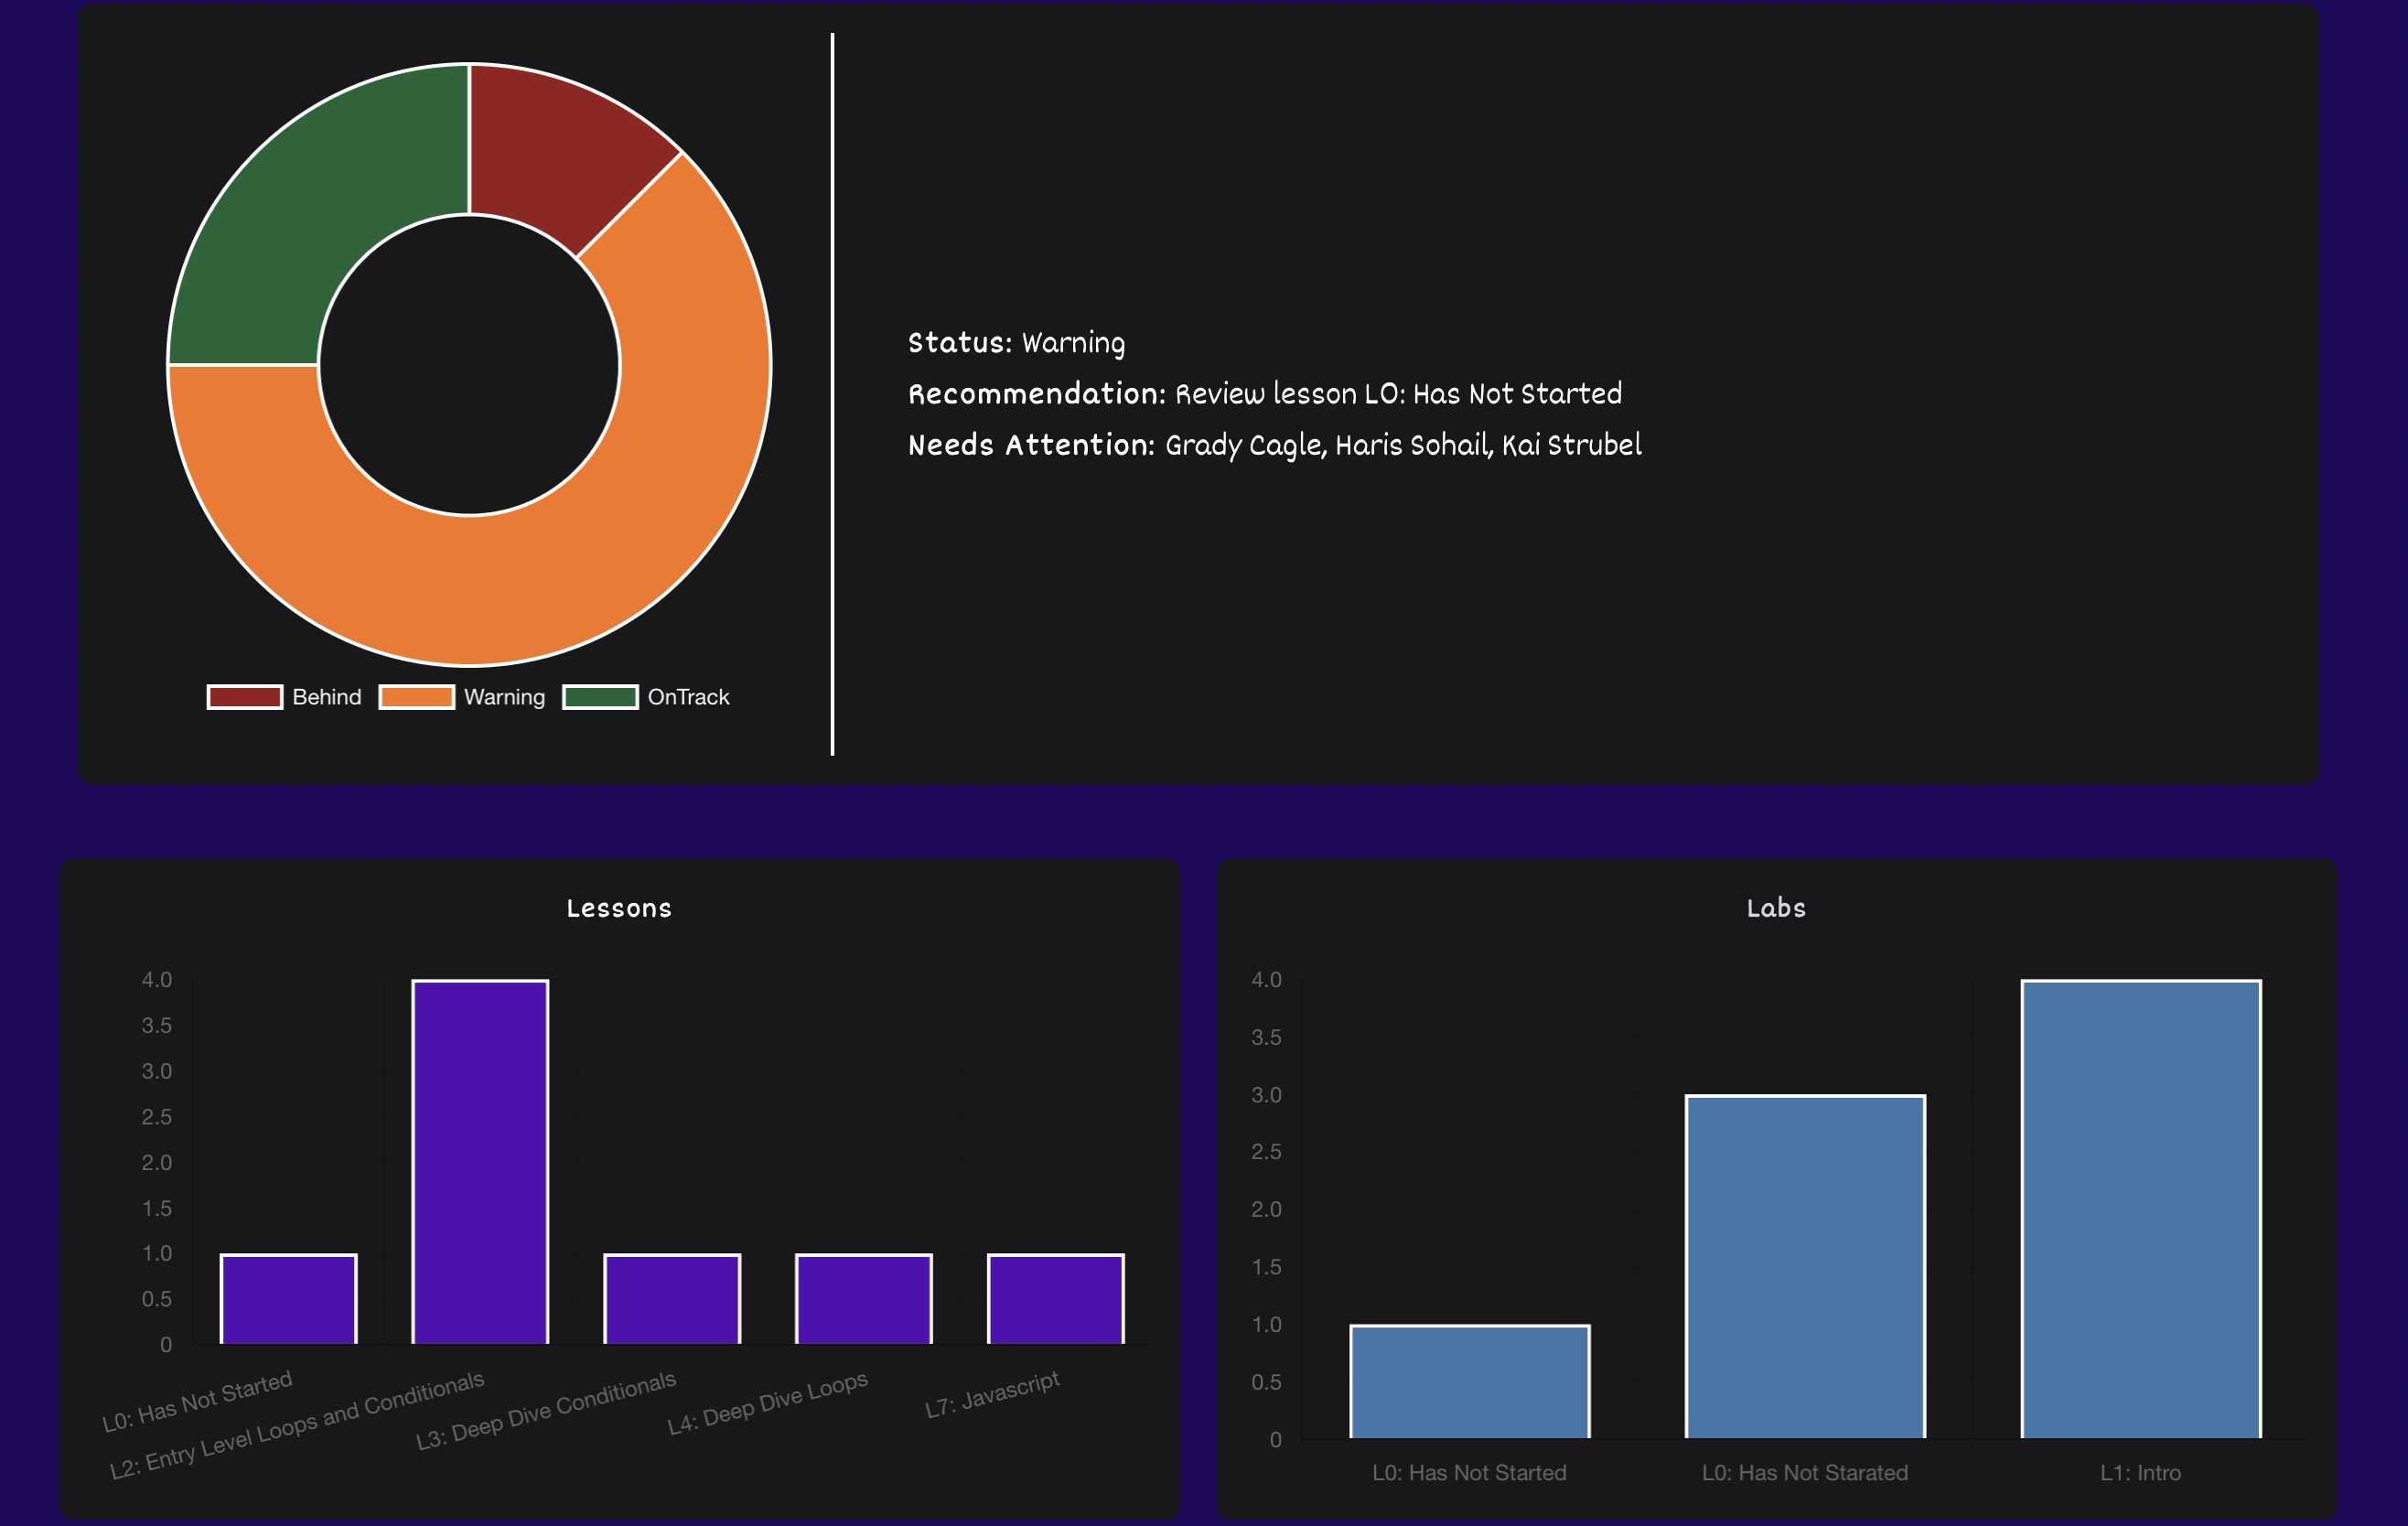 Behind Warning OnTrack
Status: Warning
Recommendation: Review lesson L0: Has Not Started
Needs Attention: Grady Cagle, Haris Sohail, Kai Strubel
Lessons
4.0
3.5
3.0
2.5
2.0
1.5
1.0
0.5
0
L0: Has Not Started
L2: Entry Level Loops and Conditionals
L3: Deep Dive Conditionals
L4: Deep Dive Loops
L7: Javascript
Labs
4.0
3.5
3.0
2.5
2.0
1.5
1.0
0.5
0
L0: Has Not Started
L0: Has Not Starated
L1: Intro